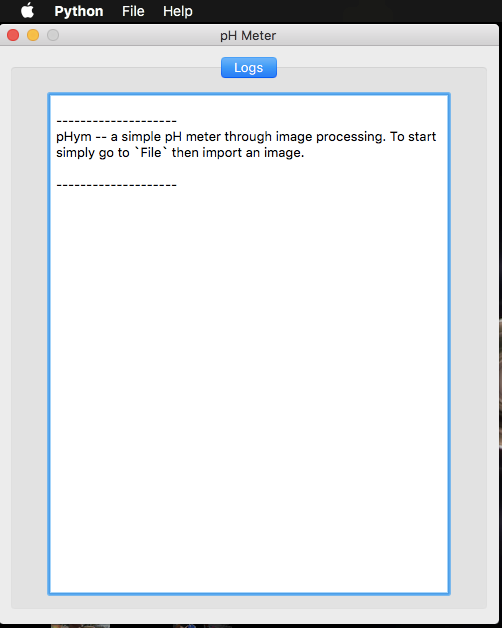 Python File Help
pH Meter
Logs
--------------------
pHym -- a simple pH meter through image processing. To start
simply go to `File` then import an image.
--------------------